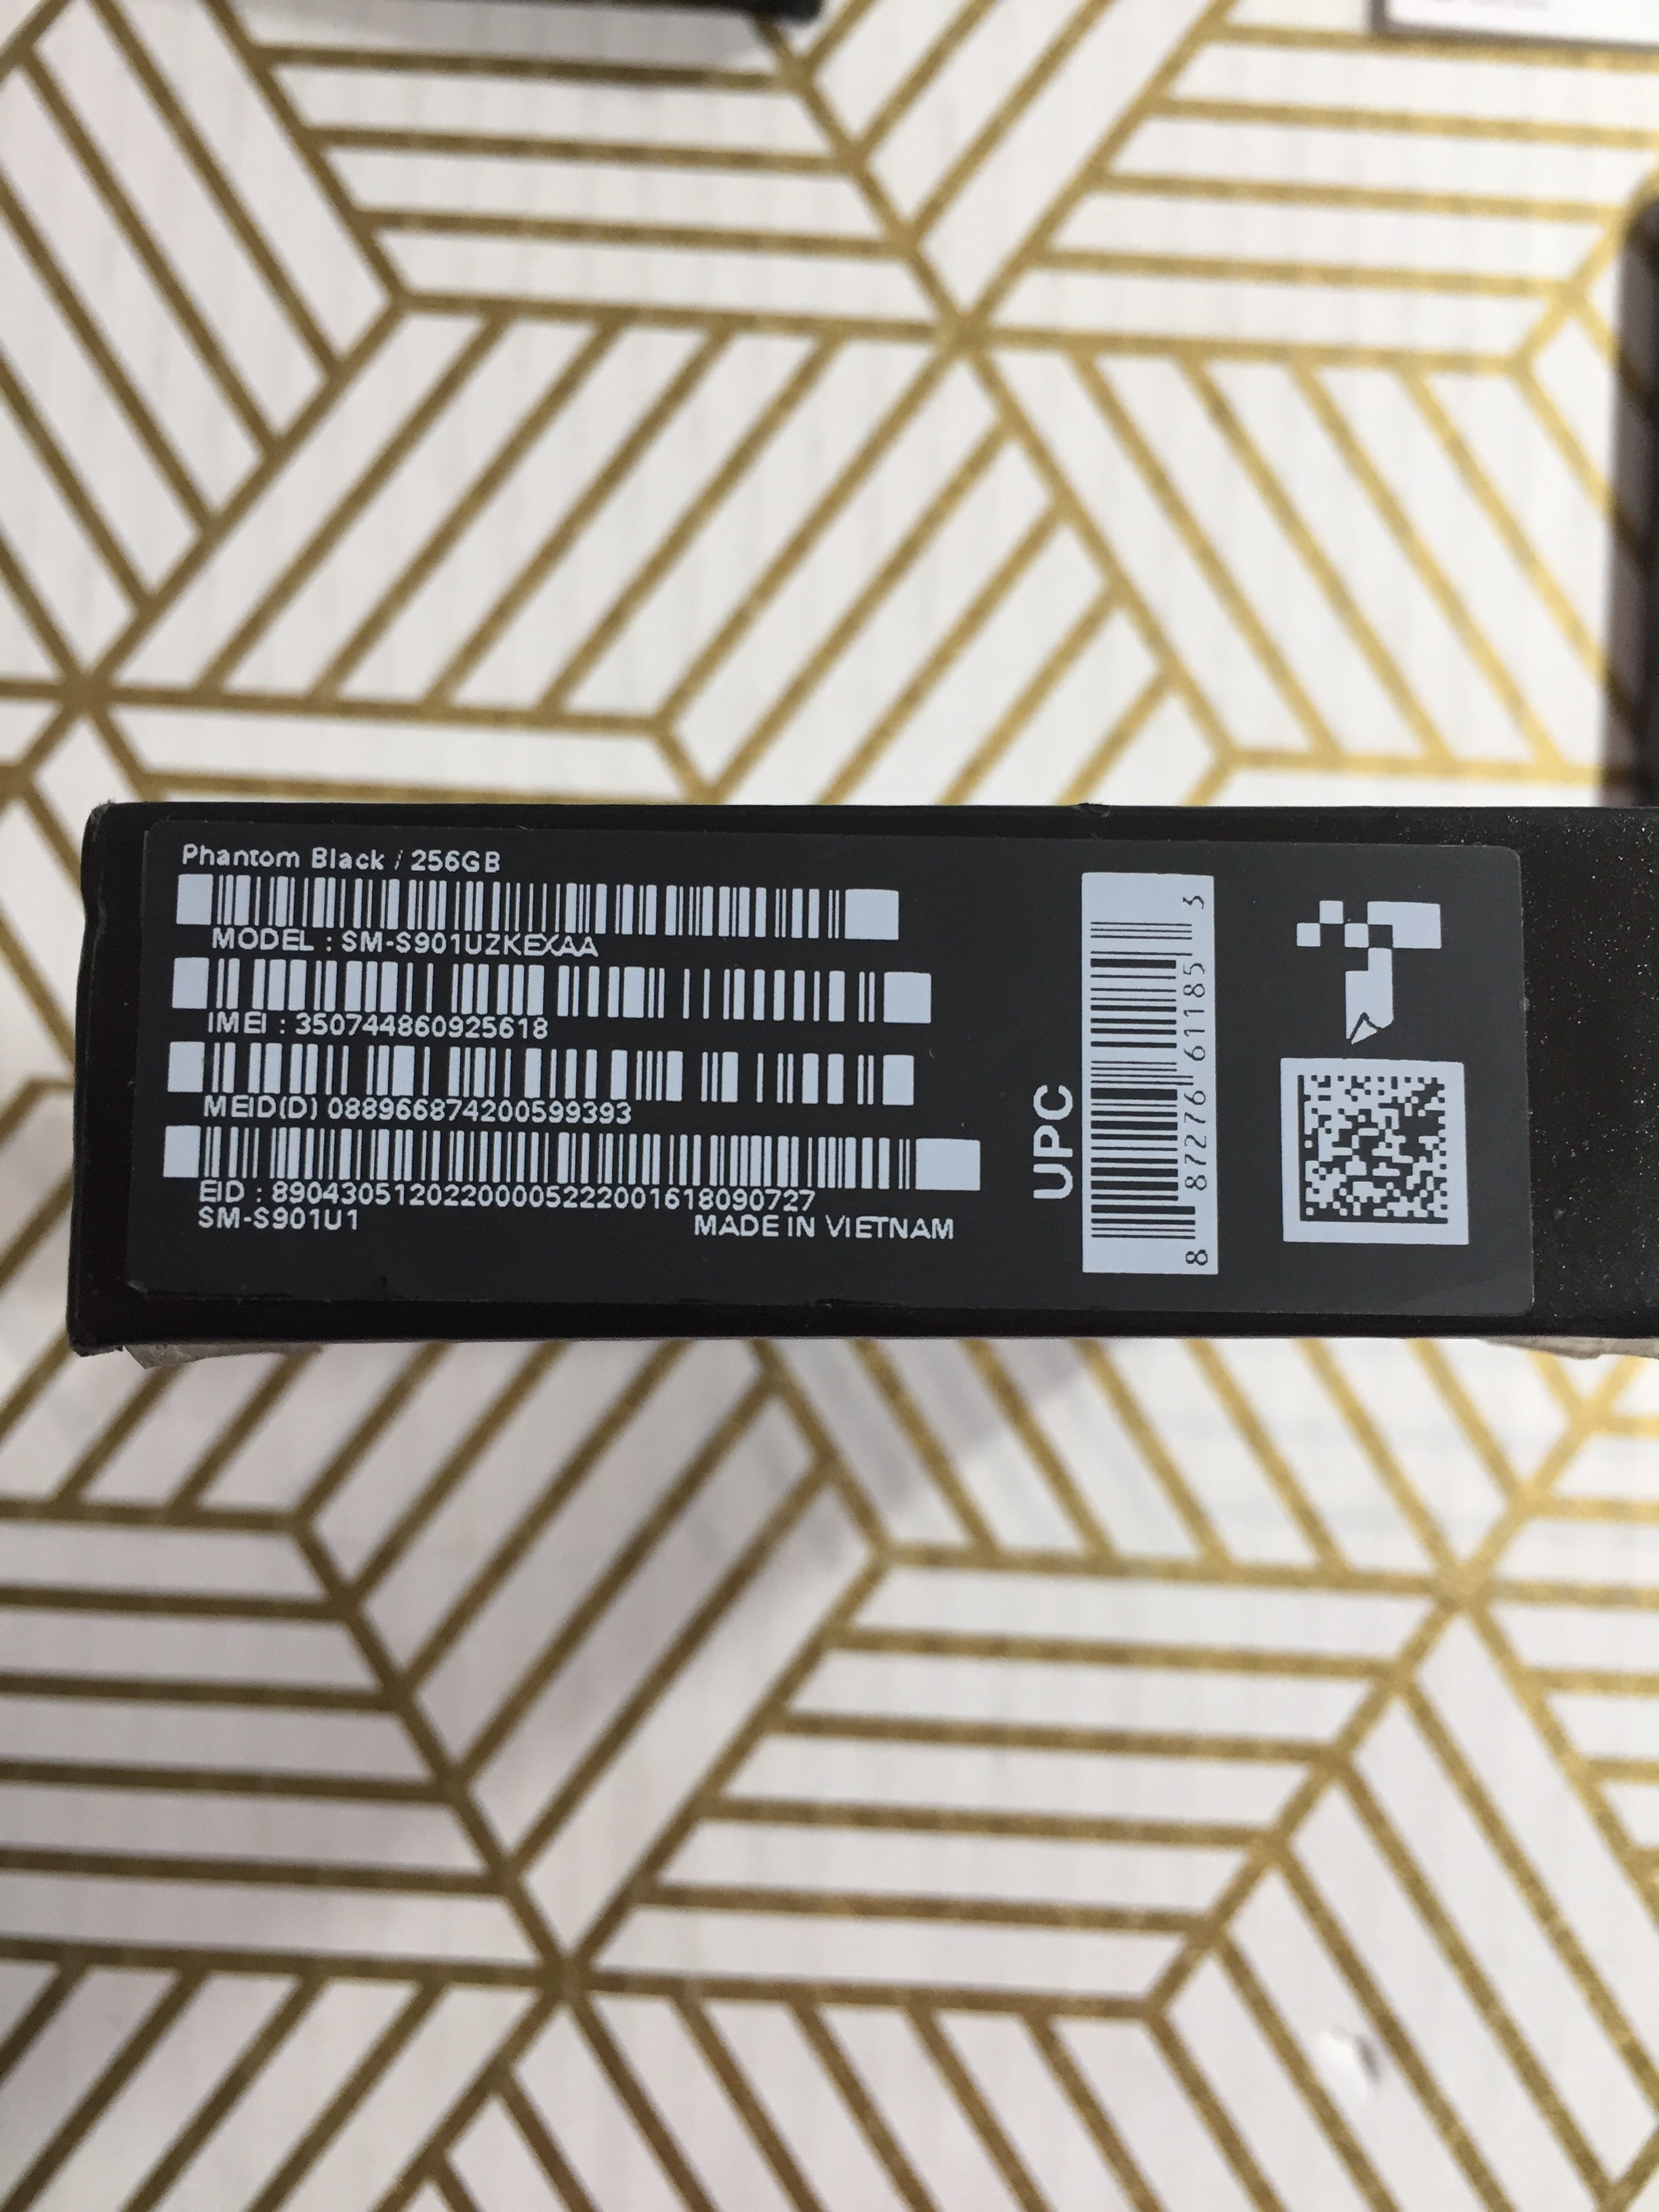 Phantom Black / 256GB
MODEL : SM-S901UZKEXAA
IMEI : 350744860925618
MEID(D) 089966874200599393
EID : 89043051202200005222001618090727
SM-S901U1
MADE IN VIETNAM
UPC
8 87276 61185 3